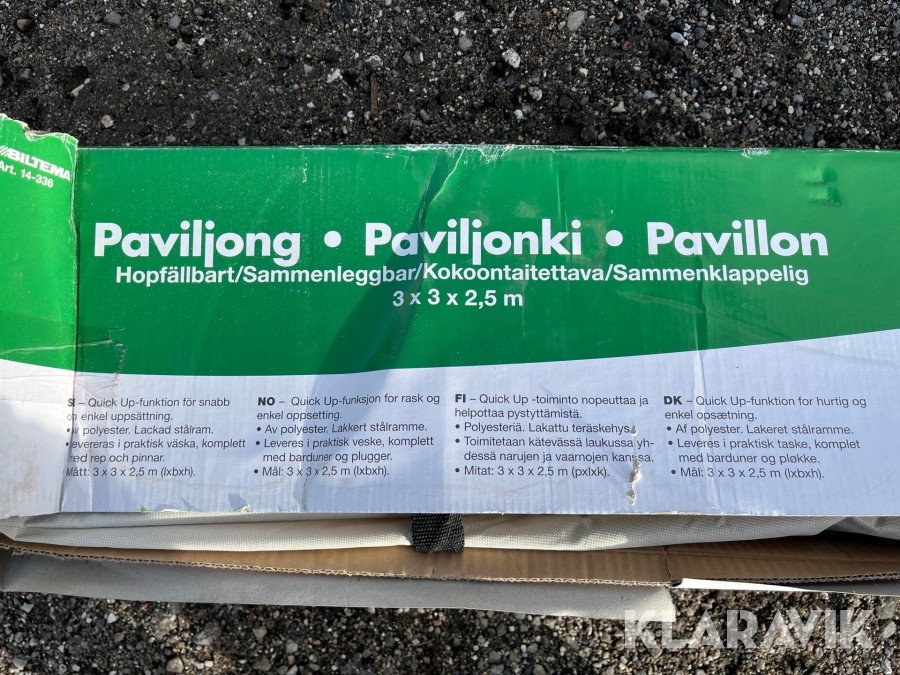 BILTEMA
Art. 14-336
Paviljong • Paviljonki • Pavillon
Hopfällbart/Sammenleggbar/Kokoontaitettava/Sammenklappelig
3 x 3 x 2,5 m
– Quick Up-funktion för snabb
enkel uppsättning.
polyester. Lackad stålram.
evereras i praktisk väska, komplett
ed rep och pinnar.
Mått: 3 x 3 x 2,5 m (lxbxh).
NO – Quick Up-funksjon for rask og
enkel oppsetting.
• Av polyester. Lakkert stålramme.
• Leveres i praktisk veske, komplett
med barduner og plugger.
• Mål: 3 x 3 x 2,5 m (lxbxh).
FI – Quick Up -toiminto nopeuttaa ja
helpottaa pystyttämistä.
• Polyesteriä. Lakattu teräskehys.
• Toimitetaan kätevässä laukussa yh-
dessä narujen ja vaarnojen kanssa.
• Mitat: 3 x 3 x 2,5 m (pxlxk).
DK – Quick Up-funktion for hurtig og
enkel opsætning.
• Af polyester. Lakeret stålramme.
• Leveres i praktisk taske, komplet
med barduner og pløkke.
• Mål: 3 x 3 x 2,5 m (lxbxh).
KLARAVIK